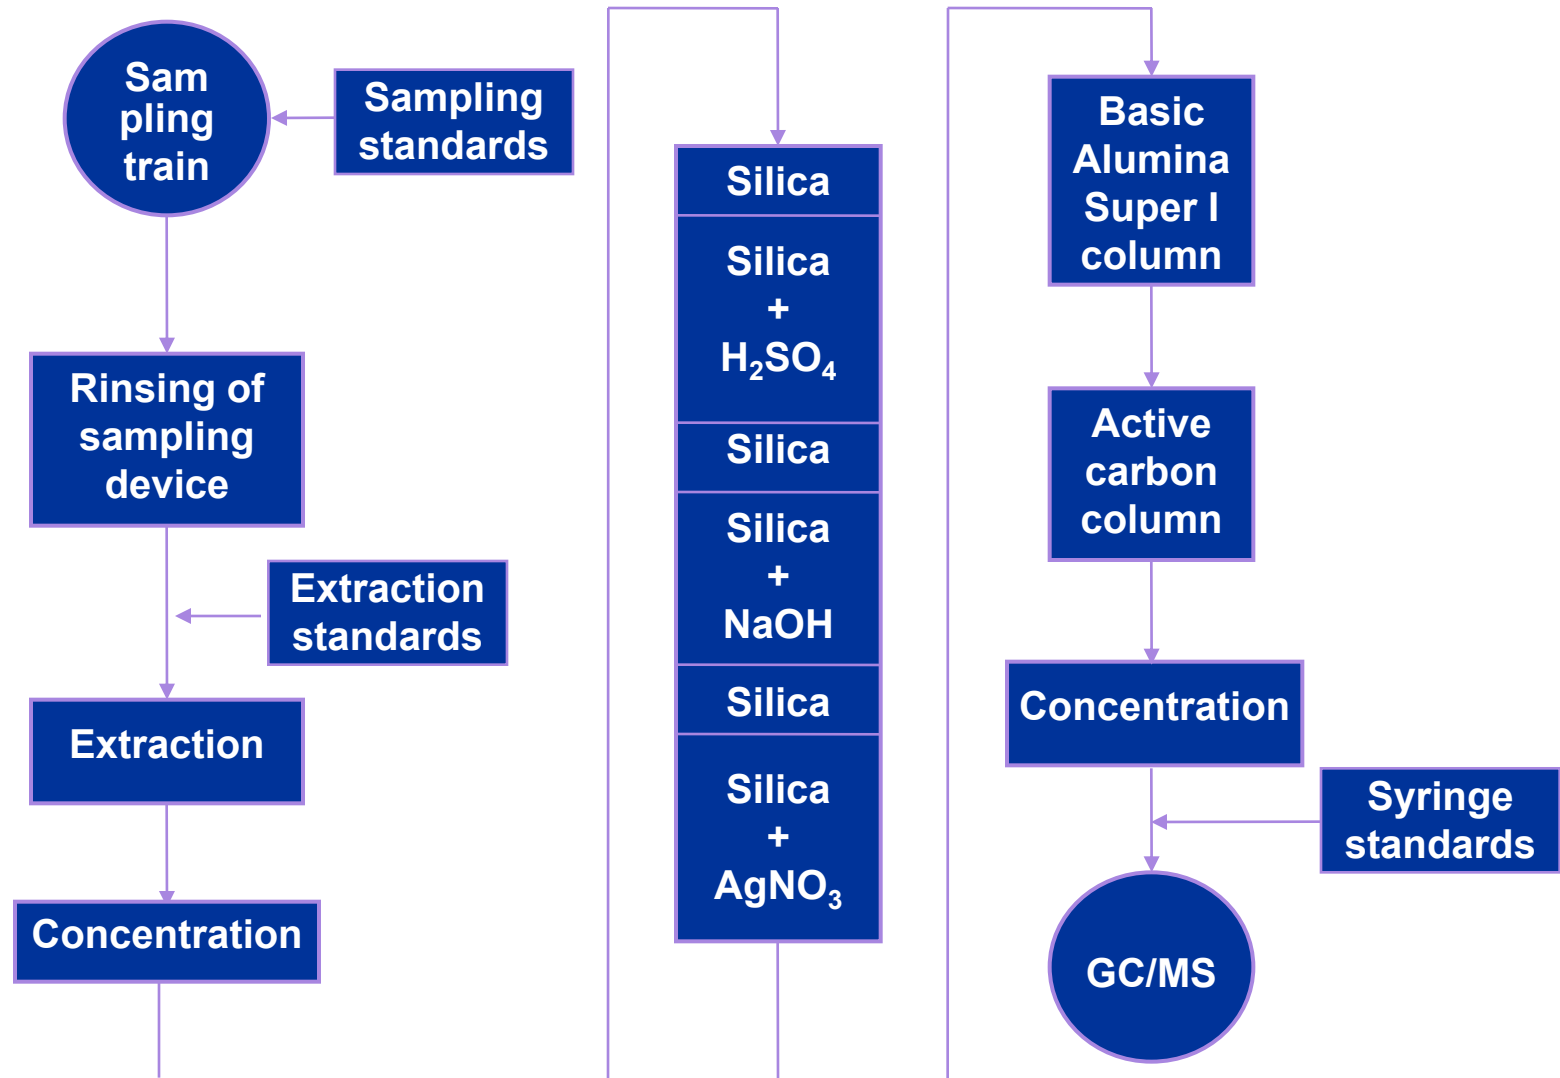 Sam
pling
train
Sampling
standards
Rinsing of
sampling
device
Extraction
standards
Extraction
Concentration
Silica
Silica
+
H₂SO₄
Silica
Silica
+
NaOH
Silica
Silica
+
AgNO₃
Basic
Alumina
Super I
column
Active
carbon
column
Concentration
Syringe
standards
GC/MS